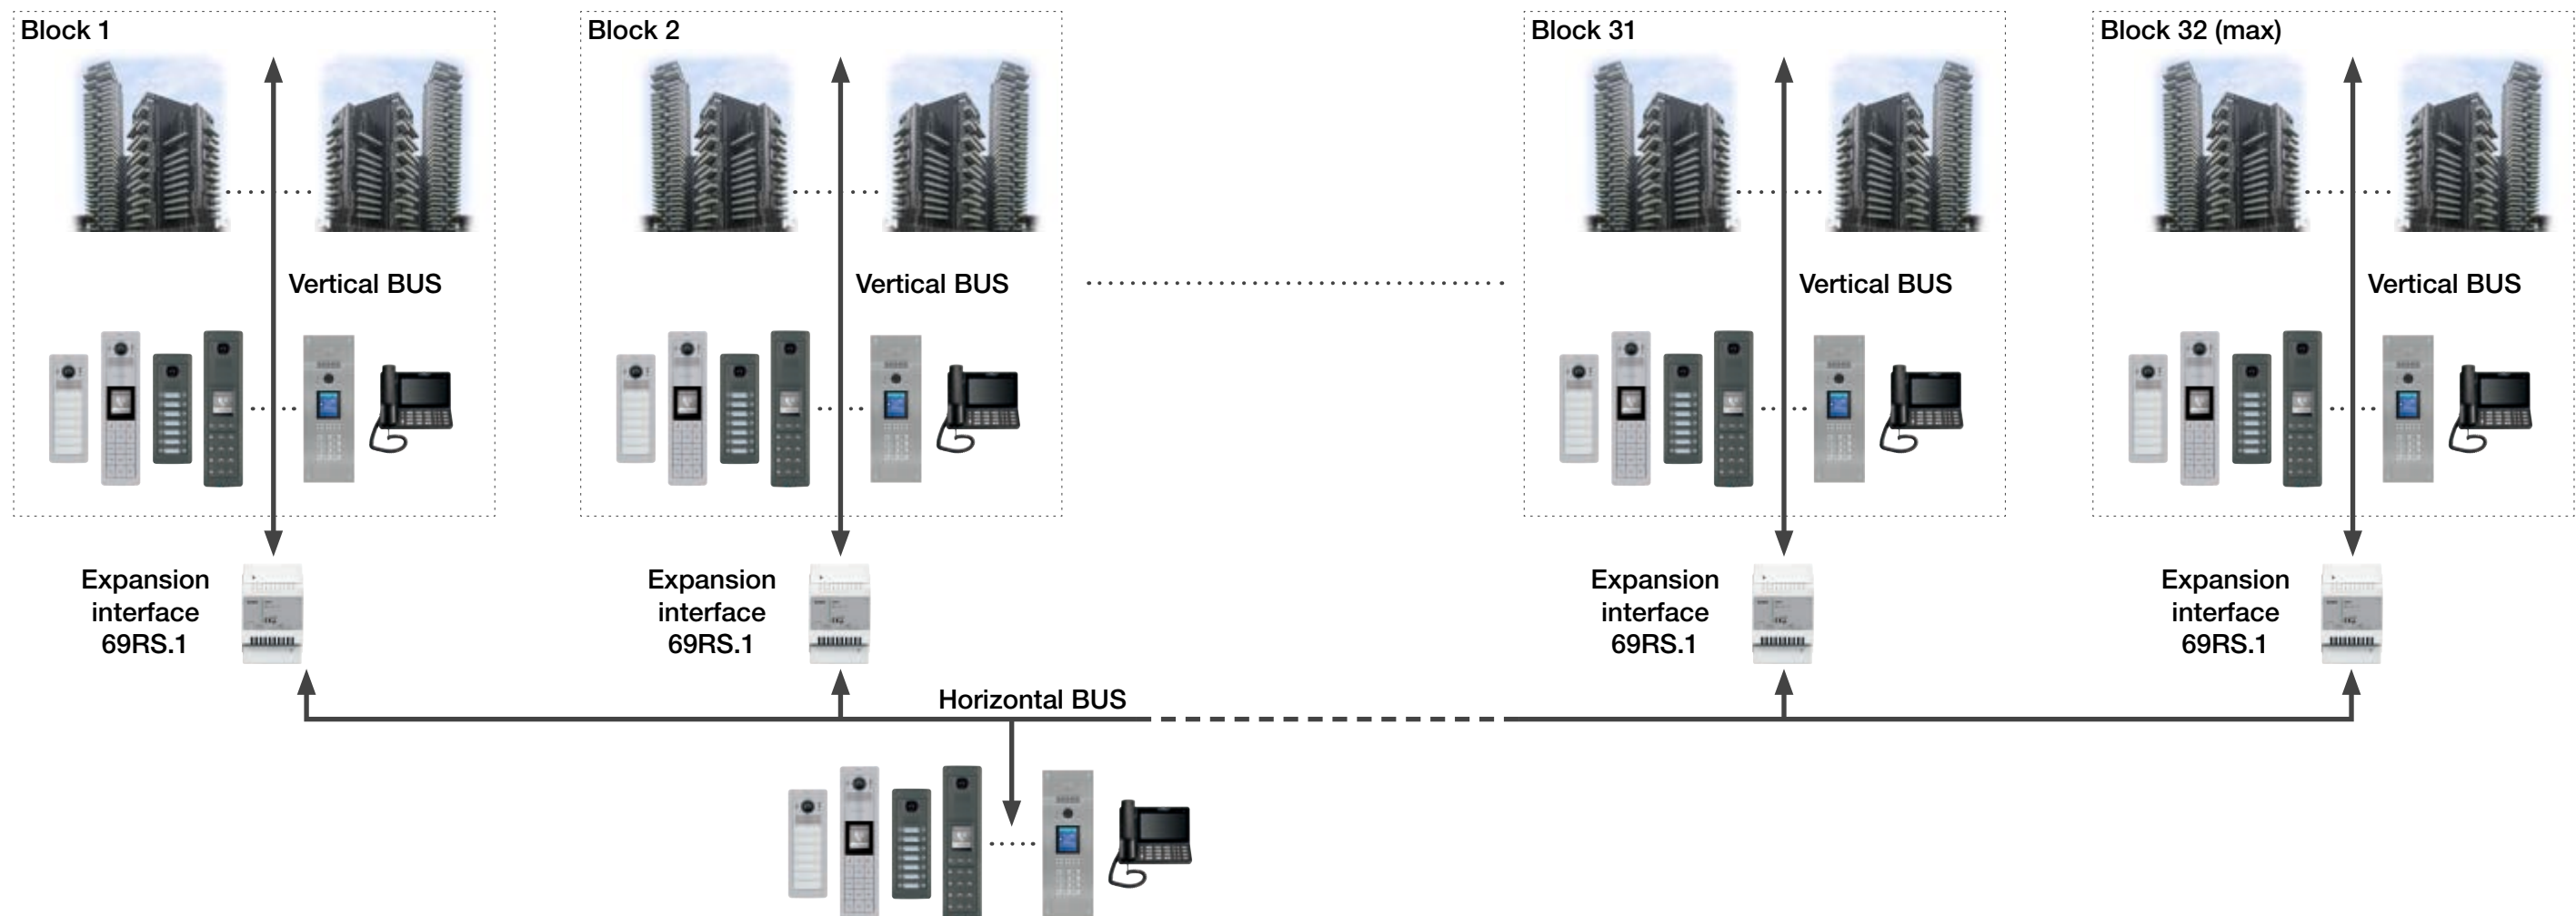 Block 1
Block 2
Block 31
Block 32 (max)
Vertical BUS
Vertical BUS
Vertical BUS
Vertical BUS
Expansion
interface
69RS.1
Expansion
interface
69RS.1
Expansion
interface
69RS.1
Expansion
interface
69RS.1
Horizontal BUS